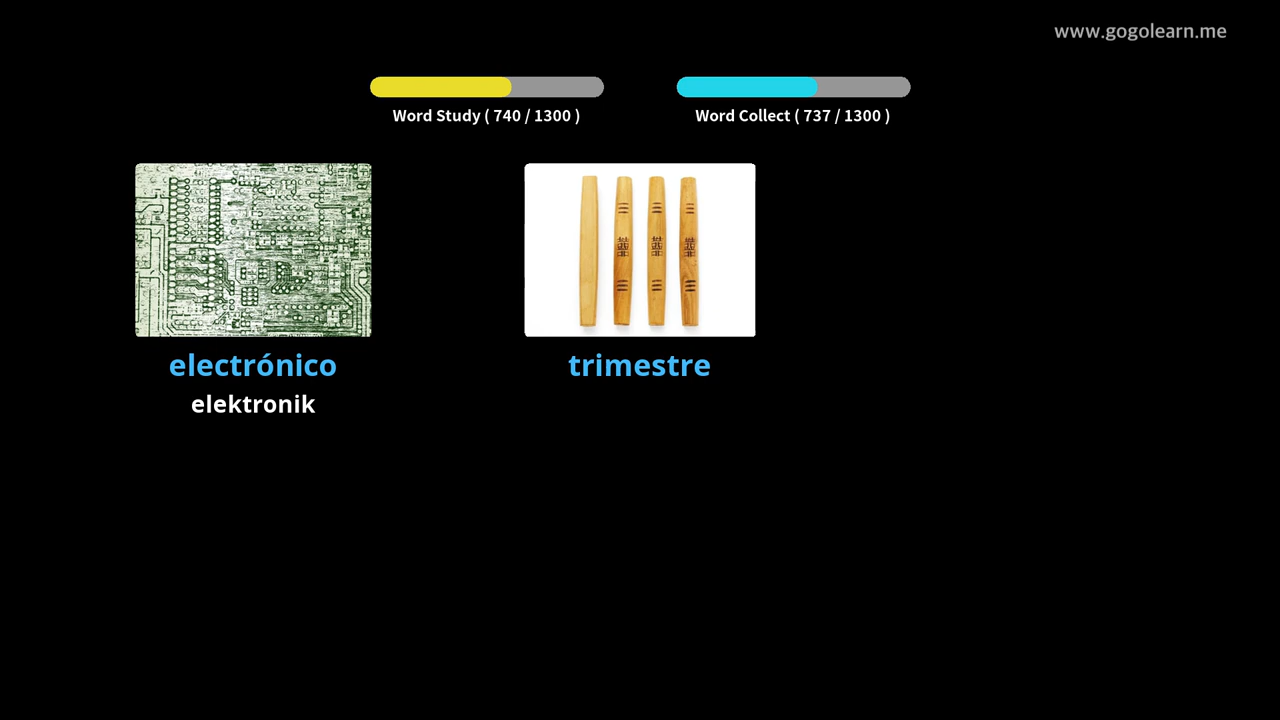 www.gogolearn.me
Word Study ( 740 / 1300 )
Word Collect ( 737 / 1300 )
electrónico
trimestre
elektronik